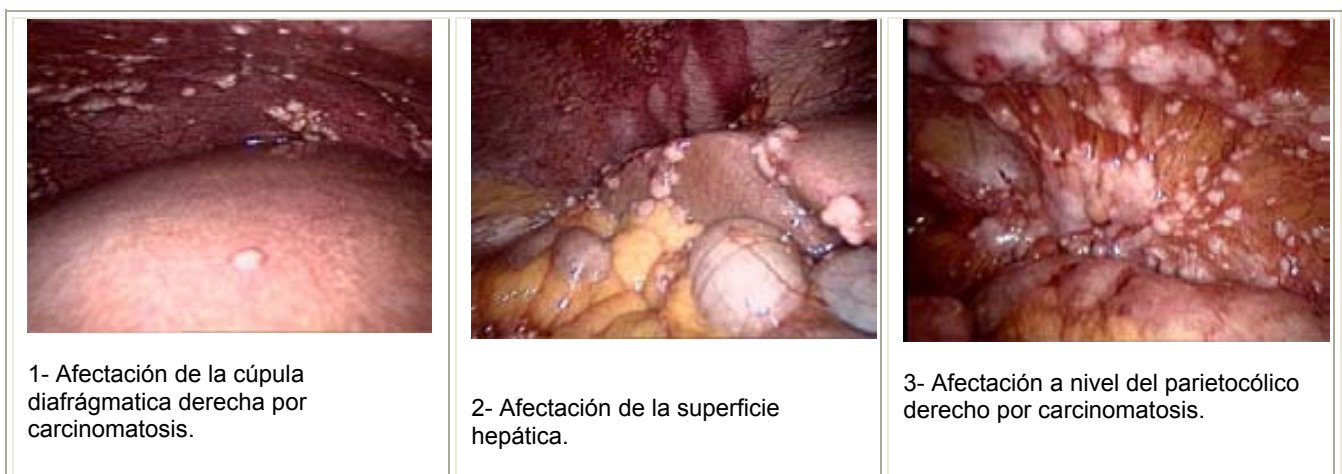 1- Afectación de la cúpula
diafrágmatica derecha por
carcinomatosis.
2- Afectación de la superficie
hepática.
3- Afectación a nivel del parietocólico
derecho por carcinomatosis.